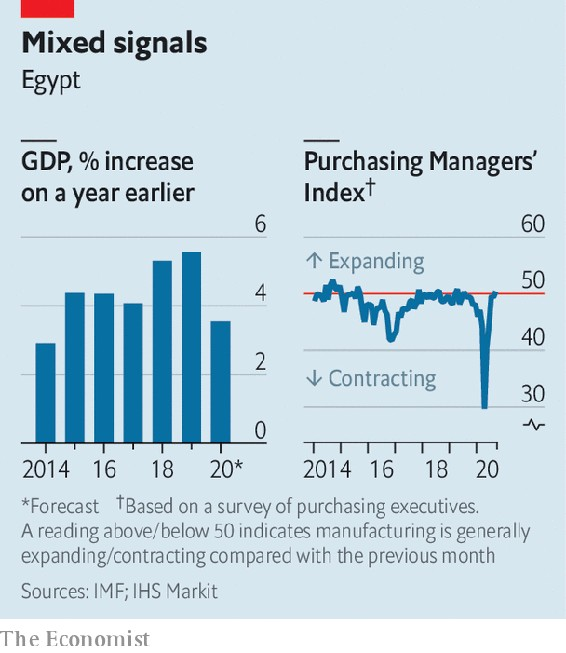 Mixed signals
Egypt
GDP, % increase
on a year earlier
6
4
2
0
2014 16 18 20*
Purchasing Managers’
Index†
60
↑ Expanding
50
40
↓ Contracting
30
2014 16 18 20
*Forecast †Based on a survey of purchasing executives.
A reading above/below 50 indicates manufacturing is generally
expanding/contracting compared with the previous month
Sources: IMF; IHS Markit
The Economist